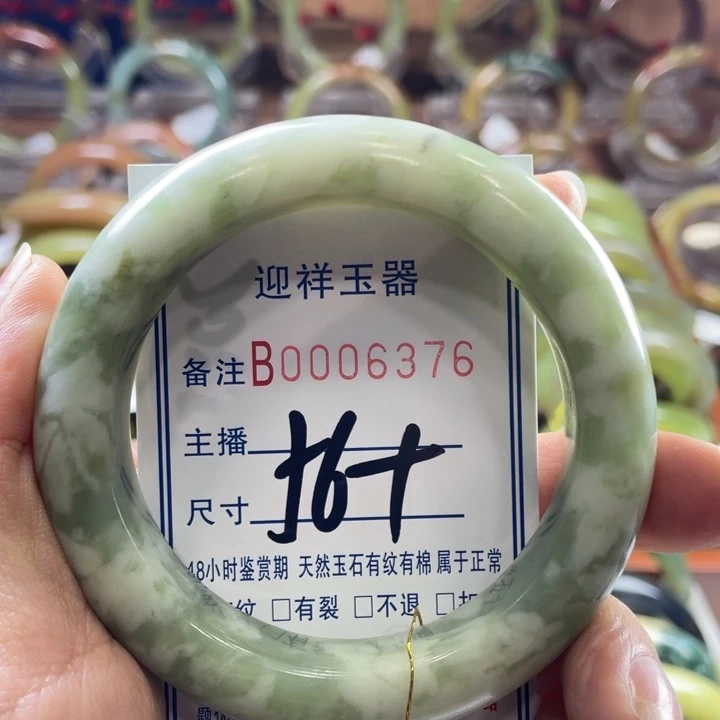 迎祥玉器
备注B0006376
主播
尺寸 56+
48小时鉴赏期 天然玉石有纹有棉 属于正常
纹 □有裂 □不退 □